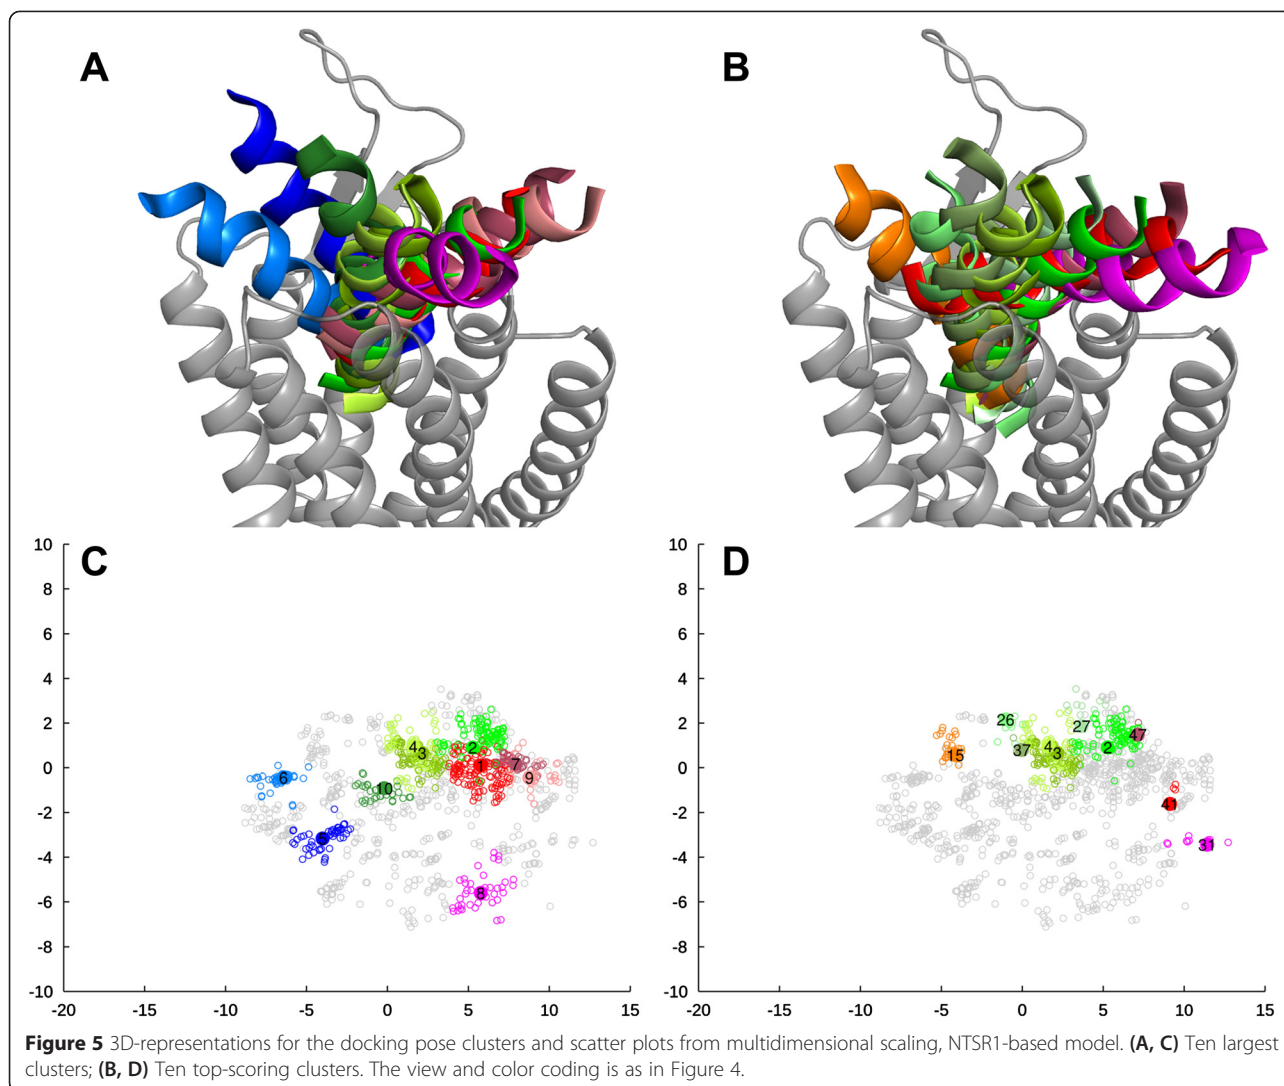 A
B
C
D
10
8
6
4
2
0
-2
-4
-6
-8
-10
-20 -15 -10 -5 0 5 10 15
4 3 2 1 7 9 6 10 8
10
8
6
4
2
0
-2
-4
-6
-8
-10
-20 -15 -10 -5 0 5 10 15
26 27 47 15 37 4 3 2 41 31
Figure 5 3D-representations for the docking pose clusters and scatter plots from multidimensional scaling, NTSR1-based model. (A, C) Ten largest
clusters; (B, D) Ten top-scoring clusters. The view and color coding is as in Figure 4.